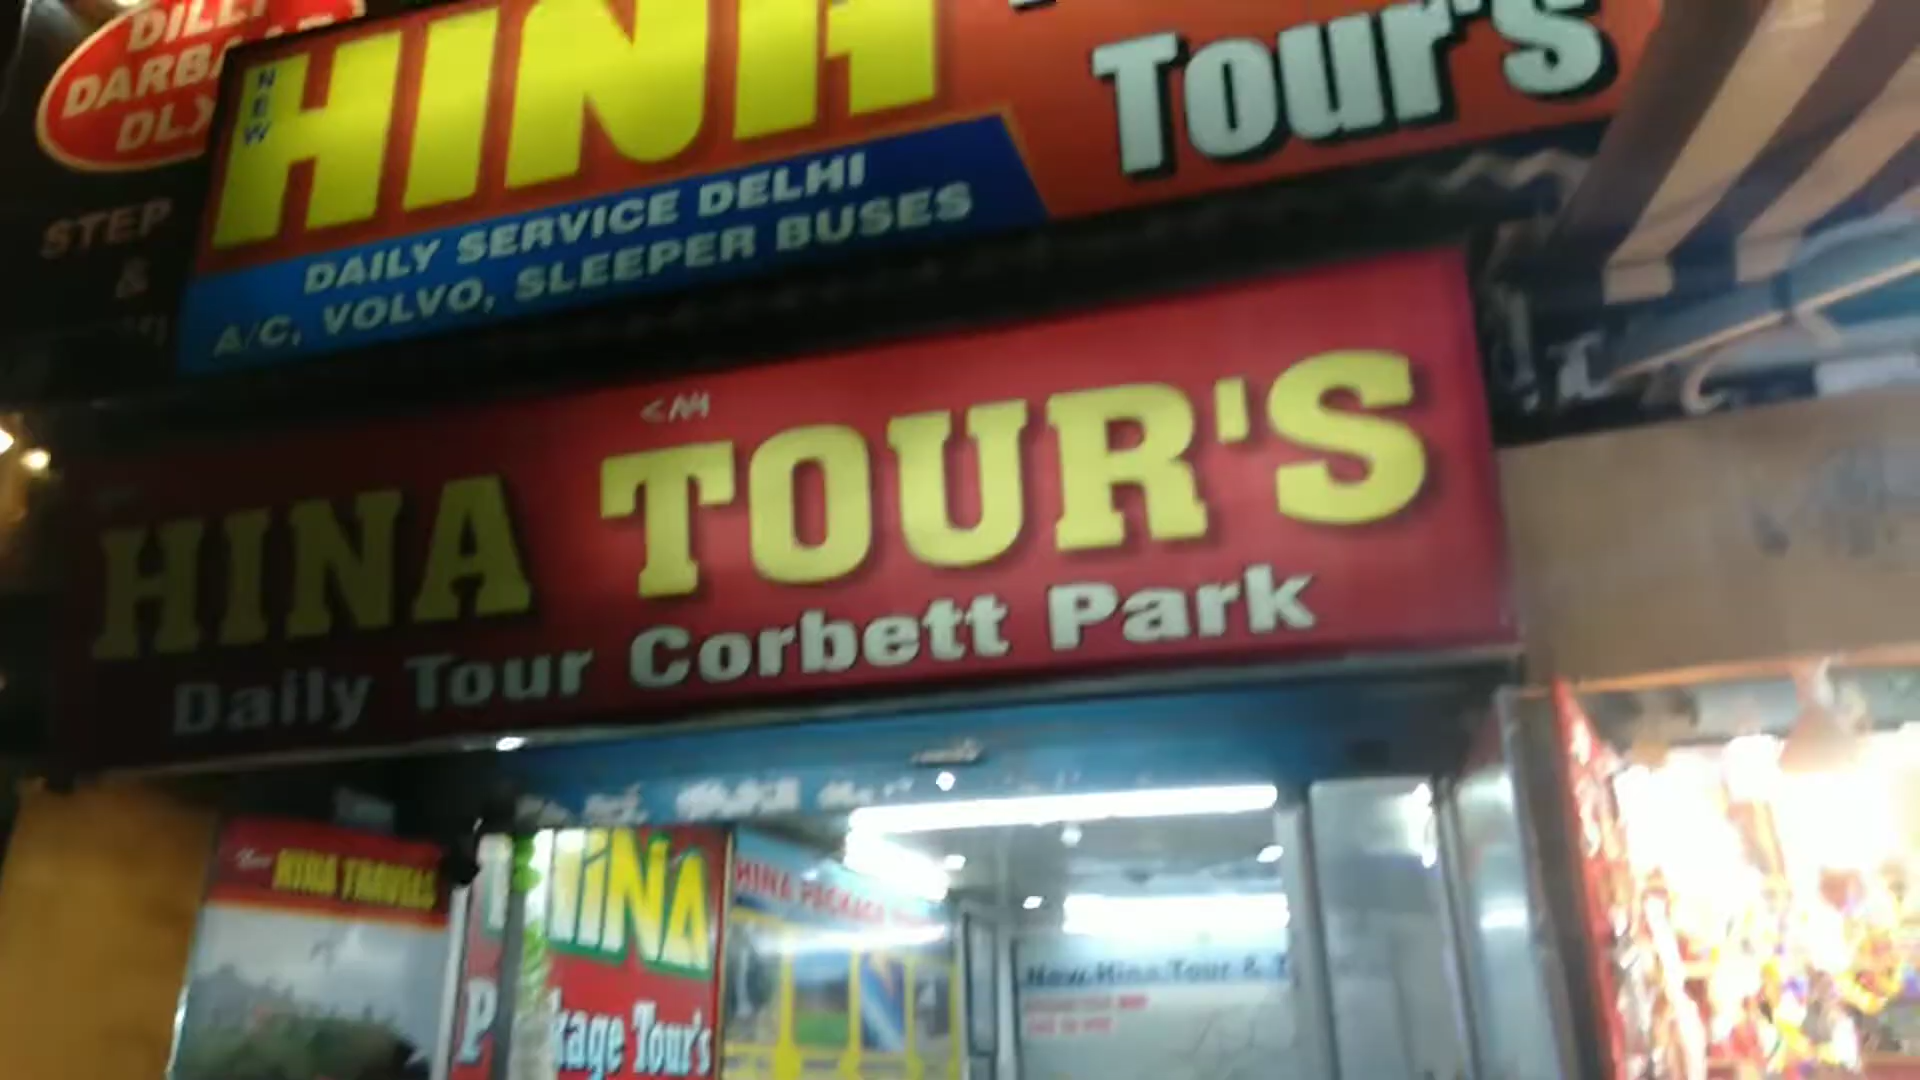 DILLI
DARBA
DLX
STEP
&
NEW
HINA
Tour's
DAILY SERVICE DELHI
A/C, VOLVO, SLEEPER BUSES
HINA TOUR'S
Daily Tour Corbett Park
HINA TRAVELS
HINA
Package Tour's
HINA PACKAGE
New Hina Tour & T